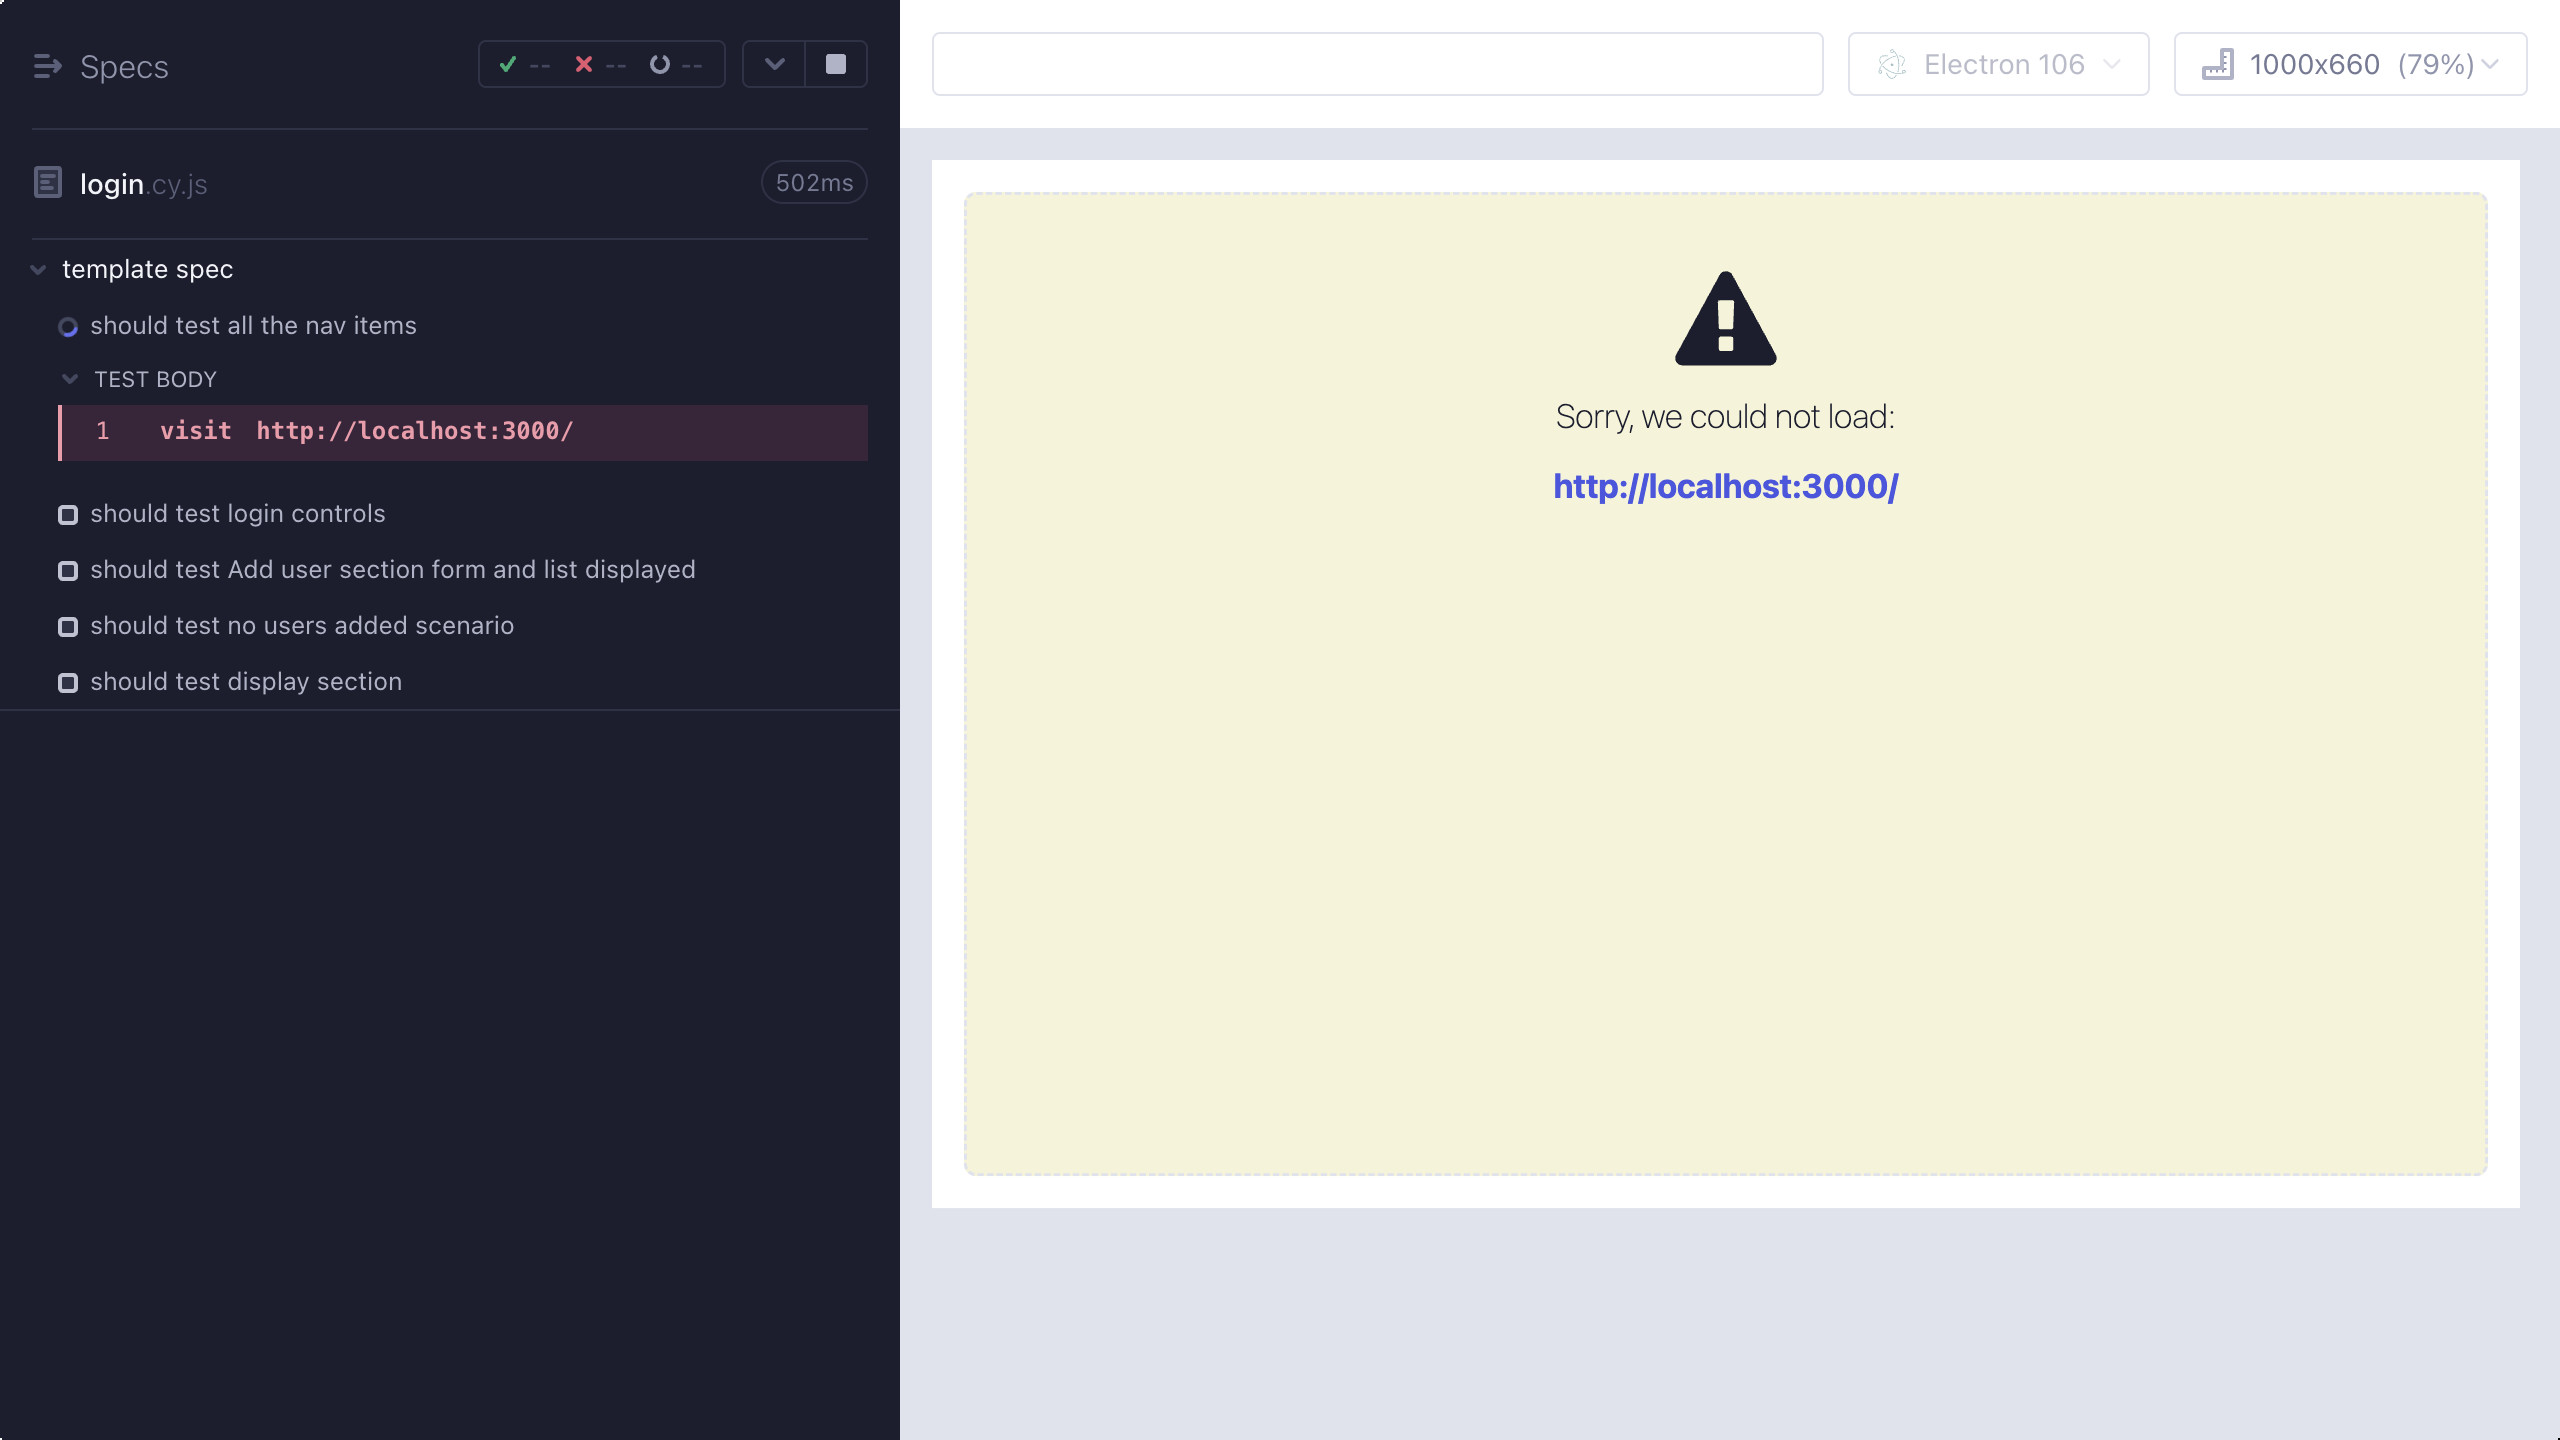 Specs
-- -- --
login.cy.js
502ms
template spec
should test all the nav items
TEST BODY
1 visit http://localhost:3000/
should test login controls
should test Add user section form and list displayed
should test no users added scenario
should test display section
Electron 106
1000x660 (79%)
Sorry, we could not load:
http://localhost:3000/